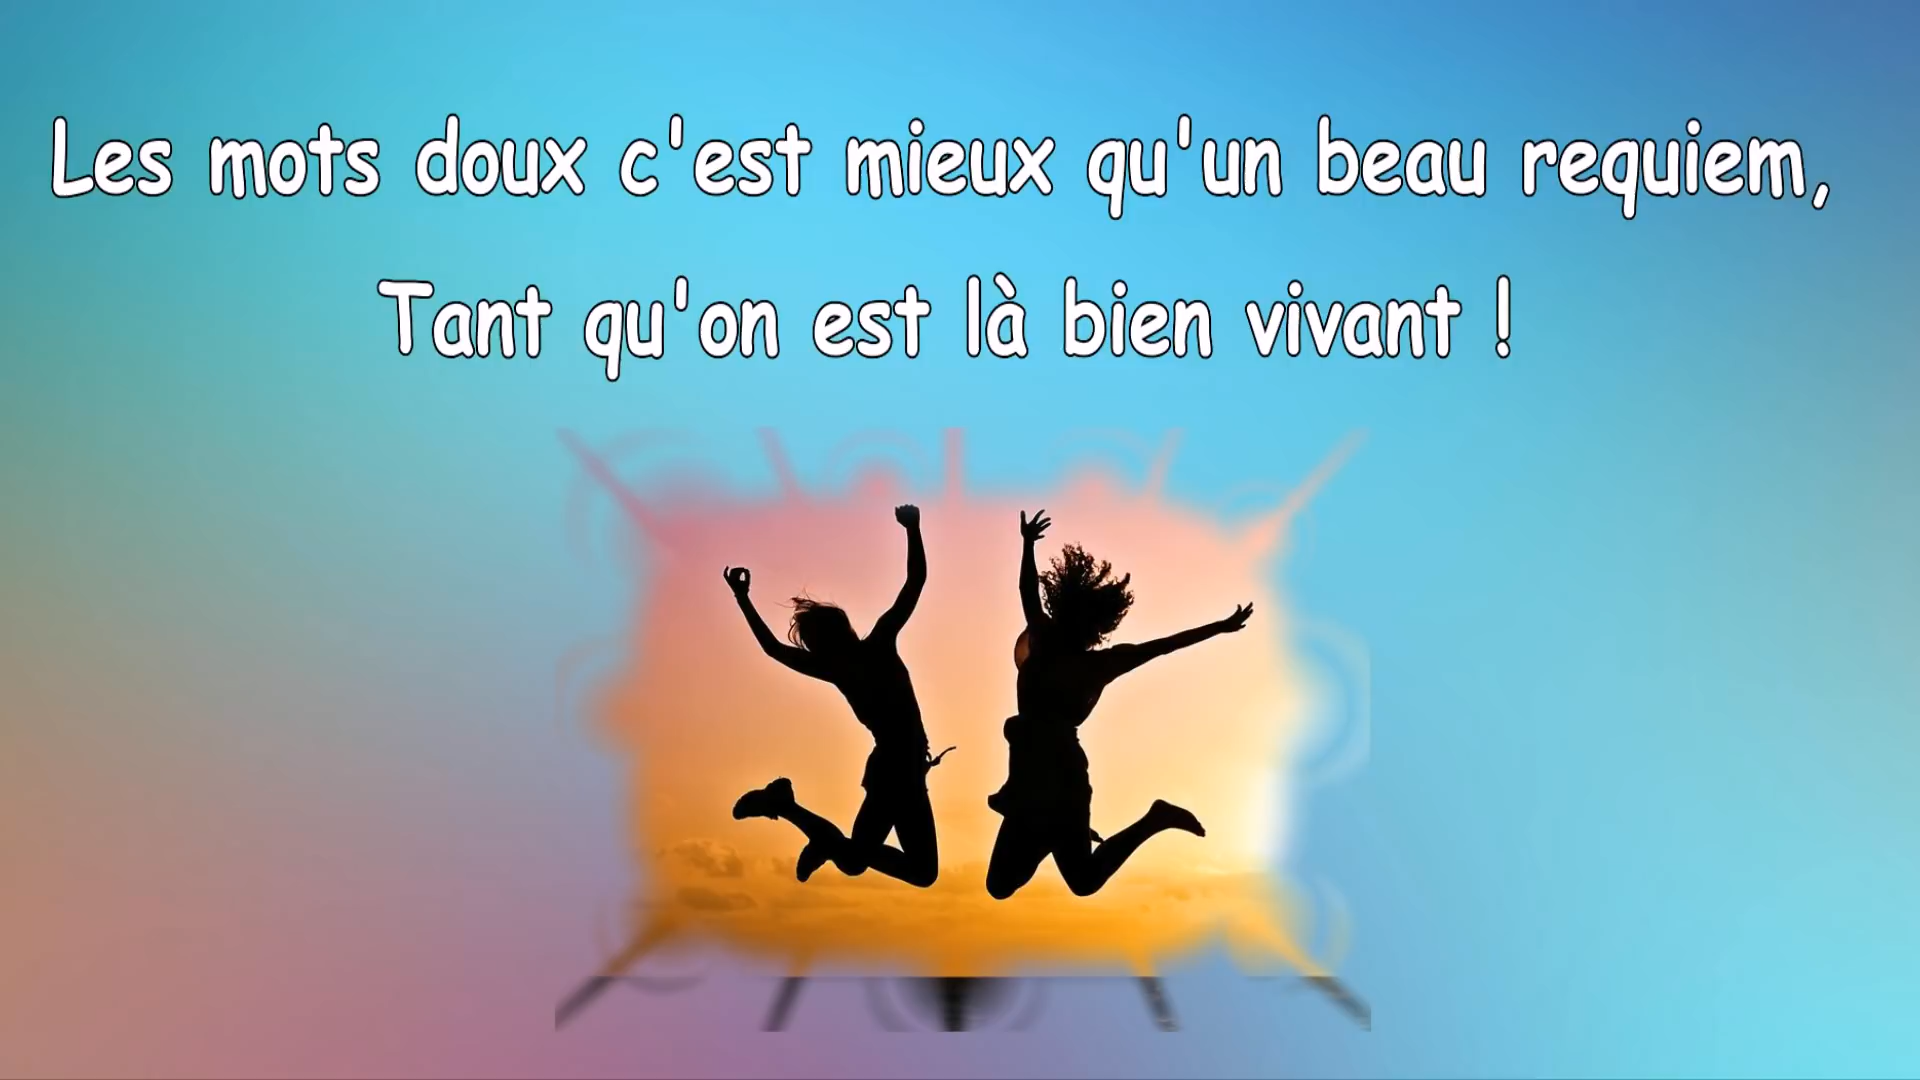 Les mots doux c'est mieux qu'un beau requiem,
Tant qu'on est là bien vivant !